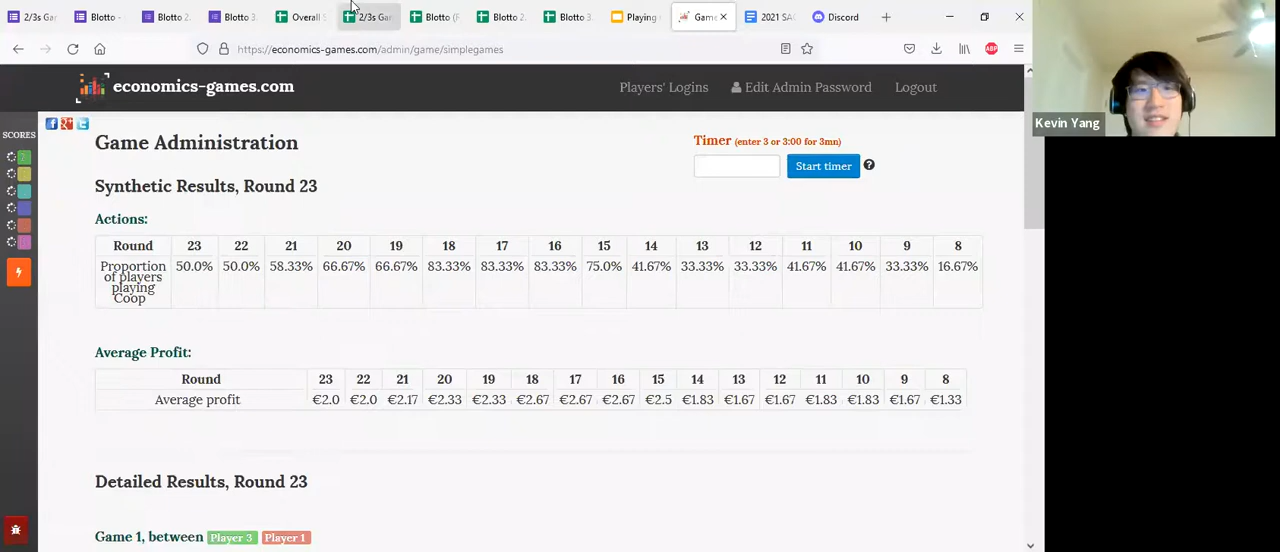 2/3s Gar
Blotto -
Blotto 2.
Blotto 3.
Overall S
2/3s Gar
Blotto (F
Blotto 2.
Blotto 3.
Playing
Game
2021 SA
Discord
https://economics-games.com/admin/game/simplegames
ABP
Kevin Yang
economics-games.com
Players' Logins
Edit Admin Password
Logout
SCORES
Game Administration
Timer (enter 3 or 3:00 for 3mn)
Start timer
Synthetic Results, Round 23
Actions:
Round 23 22 21 20 19 18 17 16 15 14 13 12 11 10 9 8
Proportion 50.0% 50.0% 58.33% 66.67% 66.67% 83.33% 83.33% 83.33% 75.0% 41.67% 33.33% 33.33% 41.67% 41.67% 33.33% 16.67%
of players
playing
Coop
Average Profit:
Round 23 22 21 20 19 18 17 16 15 14 13 12 11 10 9 8
Average profit €2.0 €2.0 €2.17 €2.33 €2.33 €2.67 €2.67 €2.67 €2.5 €1.83 €1.67 €1.67 €1.83 €1.83 €1.67 €1.33
Detailed Results, Round 23
Game 1, between Player 3 Player 1